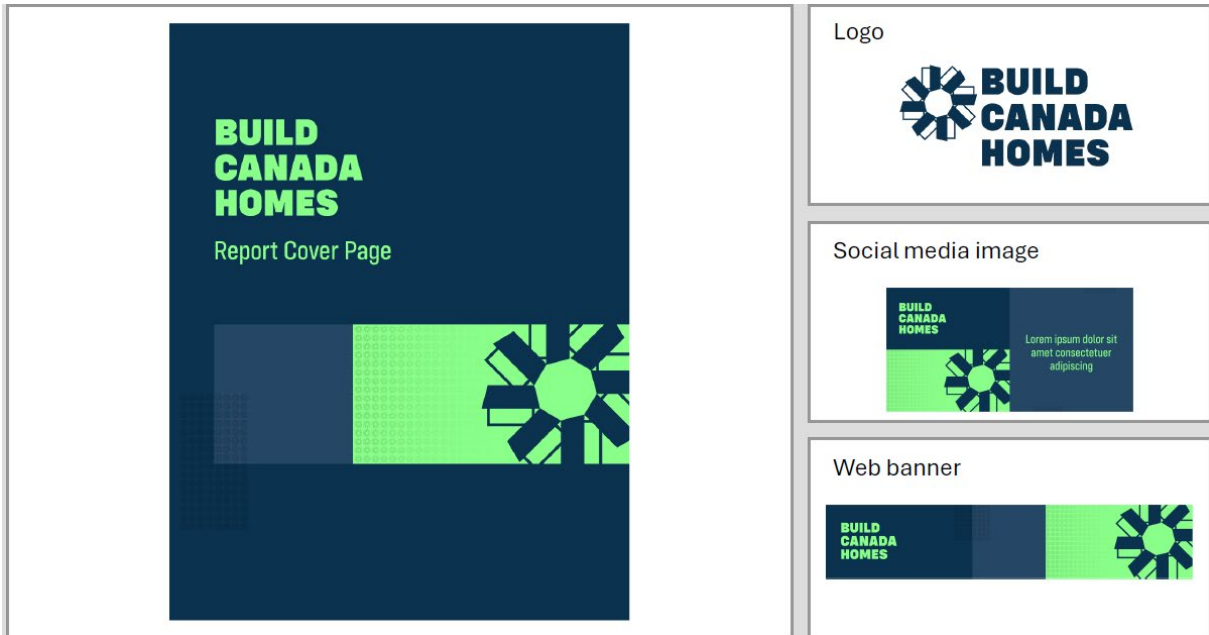 BUILD
CANADA
HOMES
Report Cover Page
Logo
BUILD
CANADA
HOMES
Social media image
BUILD
CANADA
HOMES
Lorem ipsum dolor sit
amet consectetuer
adipiscing
Web banner
BUILD
CANADA
HOMES